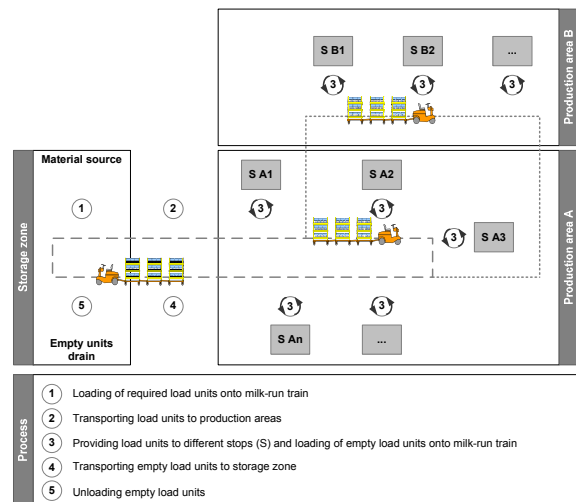 S B1
S B2
...
3
3
3
Production area B
Material source
S A1
S A2
1
2
3
3
S A3
3
Storage zone
Production area A
5
4
3
3
Empty units
drain
S An
...
Process
1 Loading of required load units onto milk-run train
2 Transporting load units to production areas
3 Providing load units to different stops (S) and loading of empty load units onto milk-run train
4 Transporting empty load units to storage zone
5 Unloading empty load units